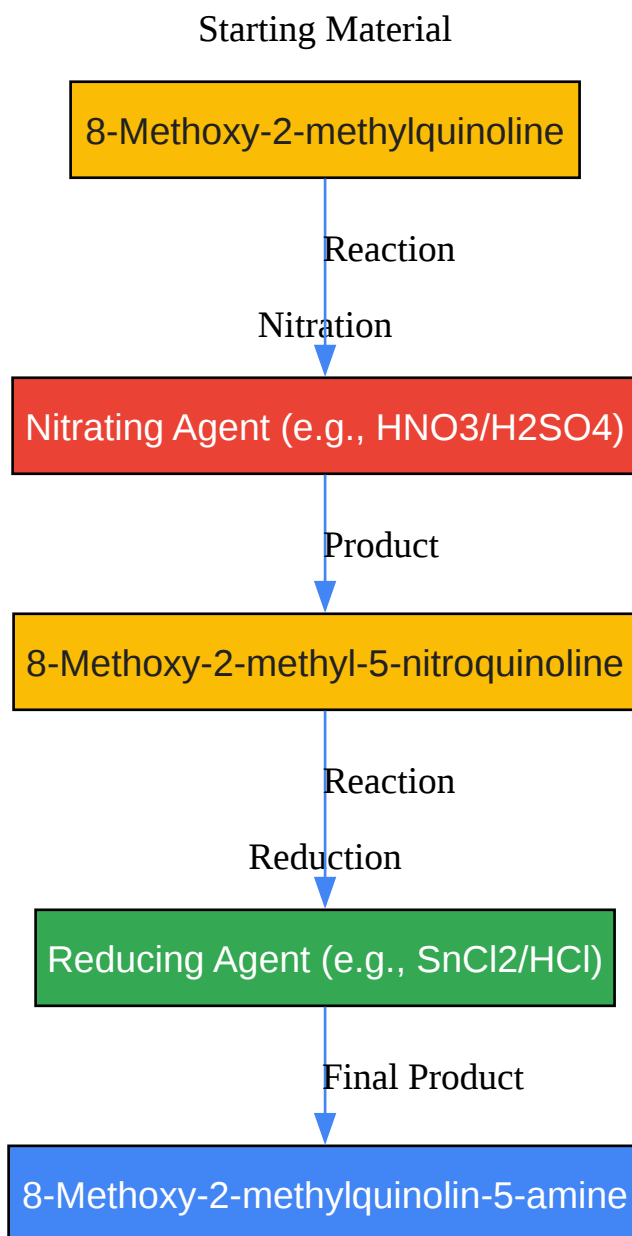 Starting Material
8-Methoxy-2-methylquinoline
Reaction
Nitration
Nitrating Agent (e.g., HNO3/H2SO4)
Product
8-Methoxy-2-methyl-5-nitroquinoline
Reaction
Reduction
Reducing Agent (e.g., SnCl2/HCl)
Final Product
8-Methoxy-2-methylquinolin-5-amine